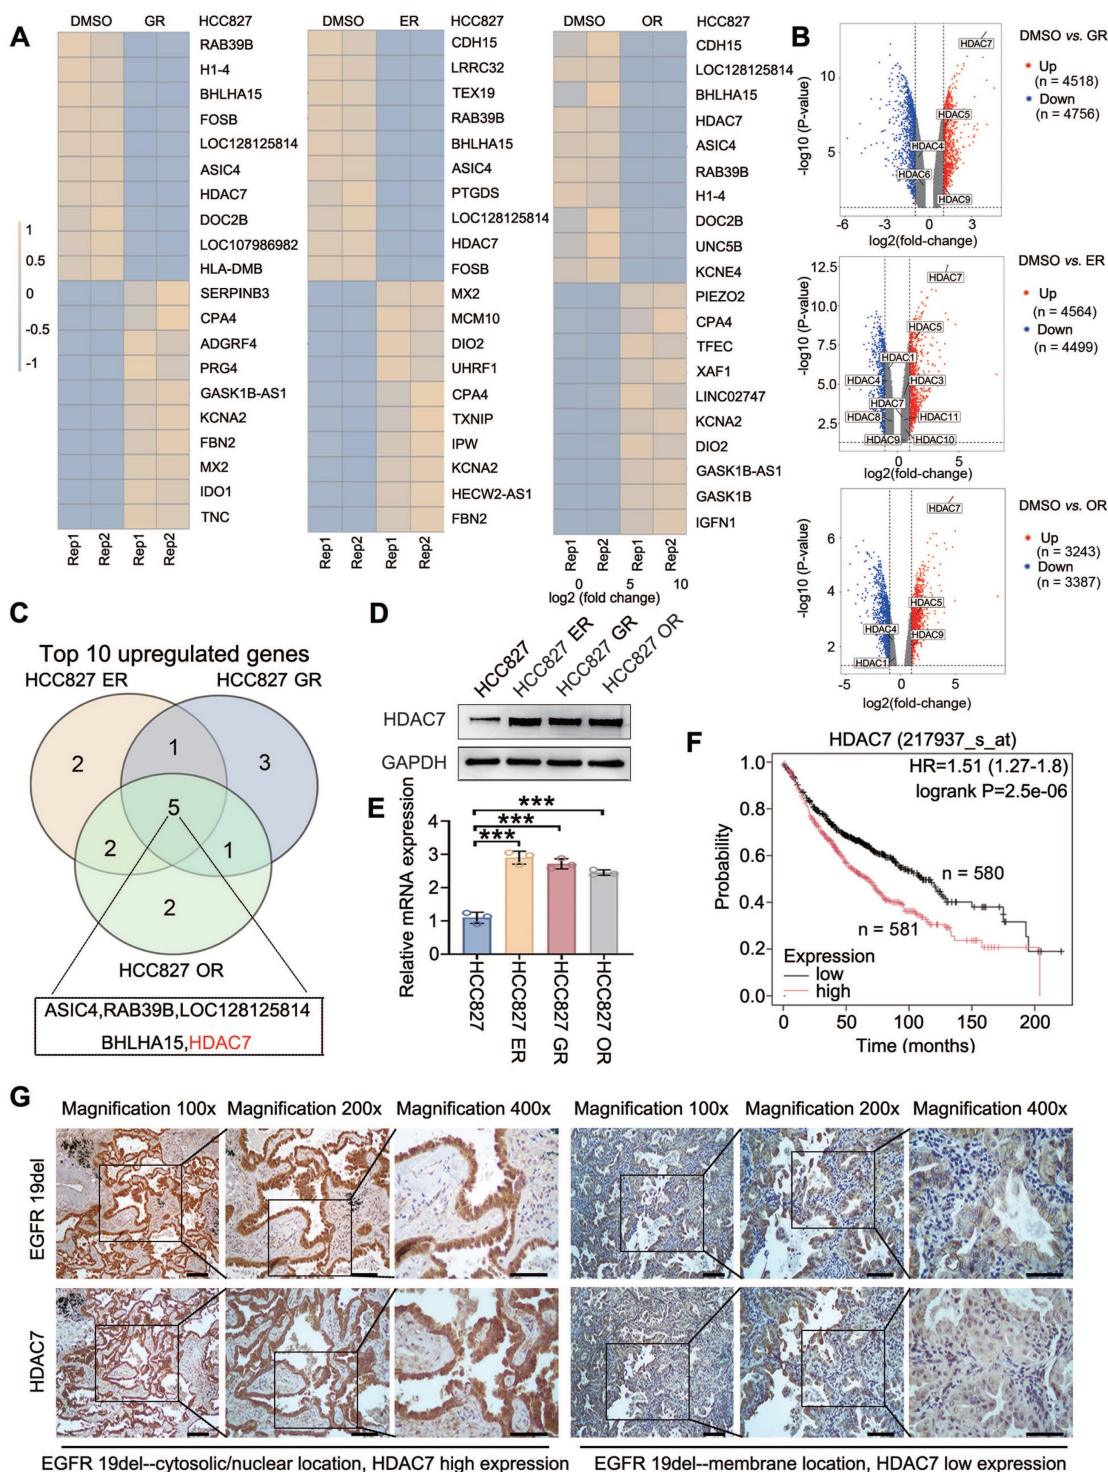 A
DMSO GR HCC827
RAB39B
H1-4
BHLHA15
FOSB
LOC128125814
ASIC4
HDAC7
DOC2B
LOC107986982
HLA-DMB
SERPINB3
CPA4
ADGRF4
PRG4
GASK1B-AS1
KCNA2
FBN2
MX2
IDO1
TNC
Rep1 Rep2 Rep1 Rep2
1
0.5
0
-0.5
-1
DMSO ER HCC827
CDH15
LRRC32
TEX19
RAB39B
BHLHA15
ASIC4
PTGDS
LOC128125814
HDAC7
FOSB
MX2
MCM10
DIO2
UHRF1
CPA4
TXNIP
IPW
KCNA2
HECW2-AS1
FBN2
Rep1 Rep2 Rep1 Rep2
DMSO OR HCC827
CDH15
LOC128125814
BHLHA15
HDAC7
ASIC4
RAB39B
H1-4
DOC2B
UNC5B
KCNE4
PIEZO2
CPA4
TFEC
XAF1
LINC02747
KCNA2
DIO2
GASK1B-AS1
GASK1B
IGFN1
Rep1 Rep2 Rep1 Rep2
0 5 10
log2 (fold change)
B
DMSO vs. GR
Up
(n = 4518)
Down
(n = 4756)
HDAC7
HDAC5
HDAC4
HDAC6
HDAC9
10
5
-log10 (P-value)
-6 -3 0 3
log2(fold-change)
DMSO vs. ER
Up
(n = 4564)
Down
(n = 4499)
HDAC7
HDAC5
HDAC1
HDAC4
HDAC3
HDAC7
HDAC8
HDAC11
HDAC9
HDAC10
12.5
10.0
7.5
5.0
2.5
-log10 (P-value)
0 5
log2(fold-change)
DMSO vs. OR
Up
(n = 3243)
Down
(n = 3387)
HDAC7
HDAC5
HDAC4
HDAC9
HDAC1
6
4
2
-log10 (P-value)
-5 0 5
log2(fold-change)
C
Top 10 upregulated genes
HCC827 ER HCC827 GR
2
1
3
5
2
1
2
HCC827 OR
ASIC4,RAB39B,LOC128125814
BHLHA15,HDAC7
D
HCC827
HCC827 ER
HCC827 GR
HCC827 OR
HDAC7
GAPDH
E
Relative mRNA expression
4
3
2
1
0
***
***
***
HCC827
HCC827 ER
HCC827 GR
HCC827 OR
F
HDAC7 (217937_s_at)
HR=1.51 (1.27-1.8)
logrank P=2.5e-06
n = 580
n = 581
Expression
low
high
Probability
1.0
0.8
0.6
0.4
0.2
0.0
0 50 100 150 200
Time (months)
G
Magnification 100x Magnification 200x Magnification 400x Magnification 100x Magnification 200x Magnification 400x
EGFR 19del
HDAC7
EGFR 19del--cytosolic/nuclear location, HDAC7 high expression
EGFR 19del--membrane location, HDAC7 low expression